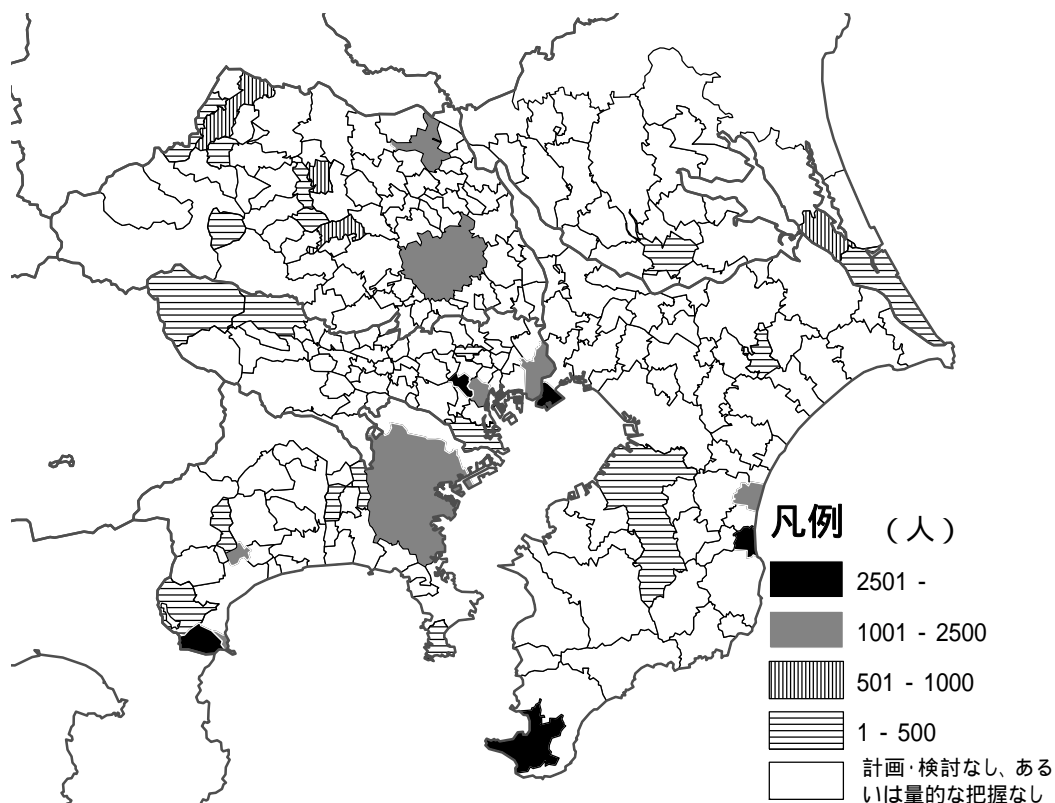 凡例 (人)
2501 -
1001 - 2500
501 - 1000
1 - 500
計画・検討なし、ある
いは量的な把握なし